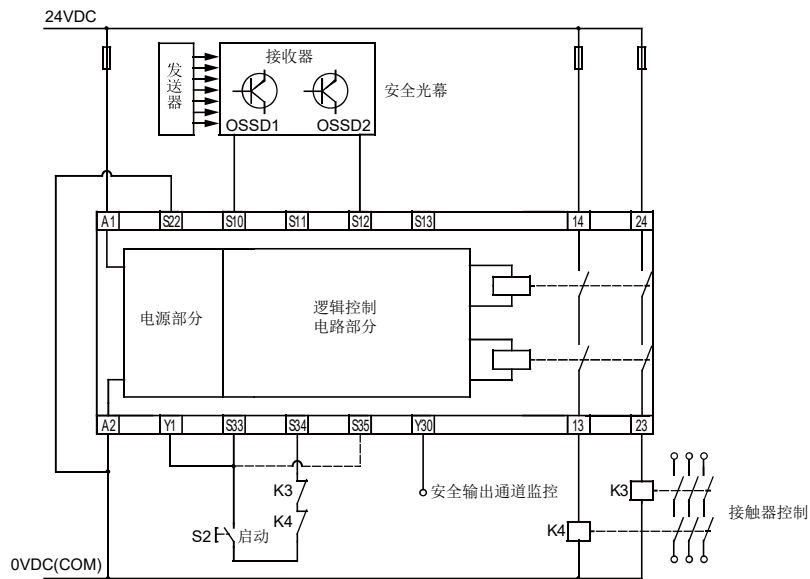 24VDC
发送器
接收器
OSSD1
OSSD2
安全光幕
A1
S22
S10
S11
S12
S13
14
24
电源部分
逻辑控制
电路部分
A2
Y1
S33
S34
S35
Y30
13
23
K3
K4
S2
启动
安全输出通道监控
K3
K4
接触器控制
0VDC(COM)